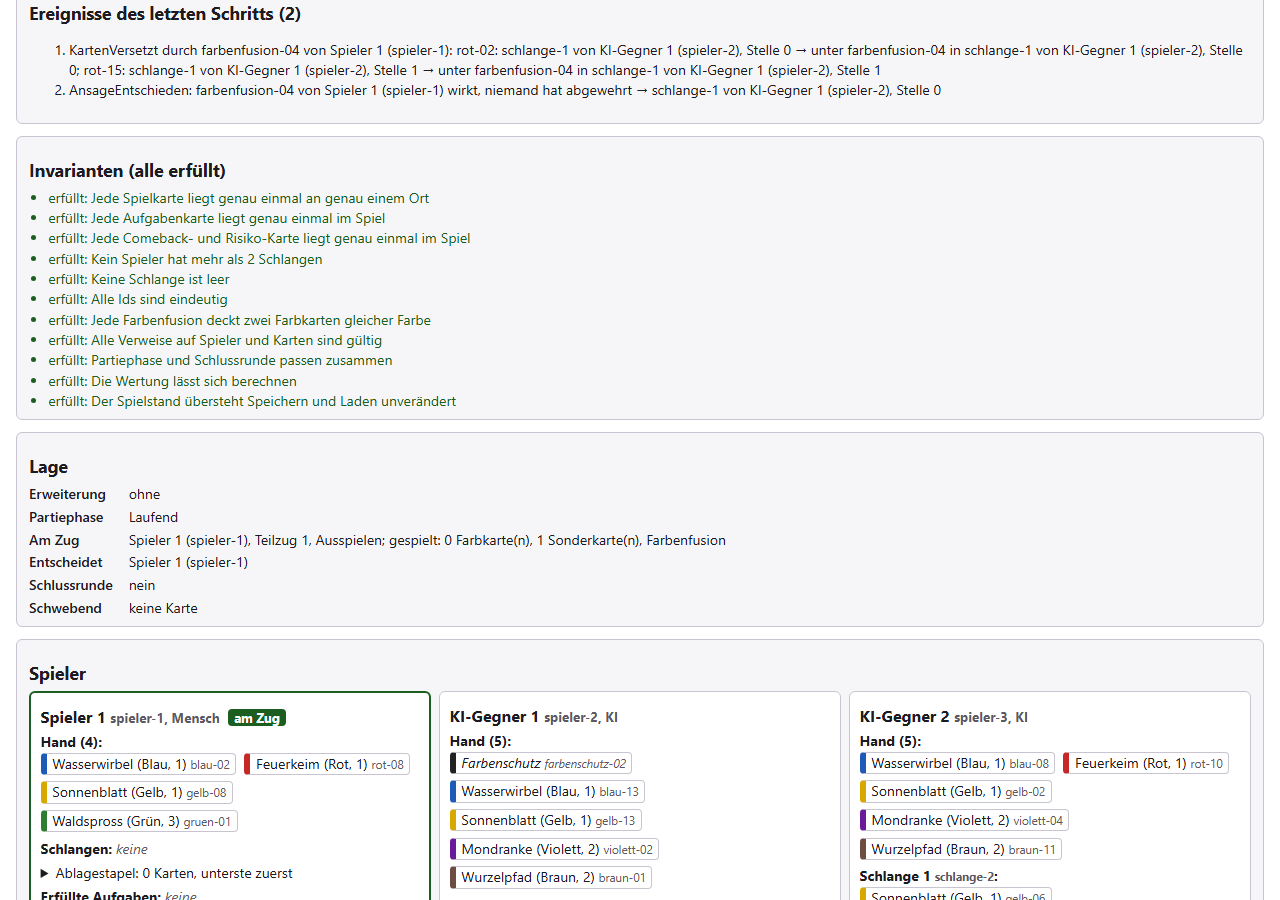 Ereignisse des letzten Schritts (2)
1. KartenVersetzt durch farbenfusion-04 von Spieler 1 (spieler-1): rot-02: schlange-1 von KI-Gegner 1 (spieler-2), Stelle 0 → unter farbenfusion-04 in schlange-1 von KI-Gegner 1 (spieler-2), Stelle
0; rot-15: schlange-1 von KI-Gegner 1 (spieler-2), Stelle 1 → unter farbenfusion-04 in schlange-1 von KI-Gegner 1 (spieler-2), Stelle 1
2. AnsageEntschieden: farbenfusion-04 von Spieler 1 (spieler-1) wirkt, niemand hat abgewehrt → schlange-1 von KI-Gegner 1 (spieler-2), Stelle 0
Invarianten (alle erfüllt)
• erfüllt: Jede Spielkarte liegt genau einmal an genau einem Ort
• erfüllt: Jede Aufgabenkarte liegt genau einmal im Spiel
• erfüllt: Jede Comeback- und Risiko-Karte liegt genau einmal im Spiel
• erfüllt: Kein Spieler hat mehr als 2 Schlangen
• erfüllt: Keine Schlange ist leer
• erfüllt: Alle Ids sind eindeutig
• erfüllt: Jede Farbenfusion deckt zwei Farbkarten gleicher Farbe
• erfüllt: Alle Verweise auf Spieler und Karten sind gültig
• erfüllt: Partiephase und Schlussrunde passen zusammen
• erfüllt: Die Wertung lässt sich berechnen
• erfüllt: Der Spielstand übersteht Speichern und Laden unverändert
Lage
Erweiterung ohne
Partiephase Laufend
Am Zug Spieler 1 (spieler-1), Teilzug 1, Ausspielen; gespielt: 0 Farbkarte(n), 1 Sonderkarte(n), Farbenfusion
Entscheidet Spieler 1 (spieler-1)
Schlussrunde nein
Schwebend keine Karte
Spieler
Spieler 1 spieler-1, Mensch am Zug
Hand (4):
Wasserwirbel (Blau, 1) blau-02 Feuerkeim (Rot, 1) rot-08
Sonnenblatt (Gelb, 1) gelb-08
Waldspross (Grün, 3) gruen-01
Schlangen: keine
▶ Ablagestapel: 0 Karten, unterste zuerst
Erfüllte Aufgaben: keine
KI-Gegner 1 spieler-2, KI
Hand (5):
Farbenschutz farbenschutz-02
Wasserwirbel (Blau, 1) blau-13
Sonnenblatt (Gelb, 1) gelb-13
Mondranke (Violett, 2) violett-02
Wurzelpfad (Braun, 2) braun-01
KI-Gegner 2 spieler-3, KI
Hand (5):
Wasserwirbel (Blau, 1) blau-08 Feuerkeim (Rot, 1) rot-10
Sonnenblatt (Gelb, 1) gelb-02
Mondranke (Violett, 2) violett-04
Wurzelpfad (Braun, 2) braun-11
Schlange 1 schlange-2:
Sonnenblatt (Gelb, 1) gelb-06